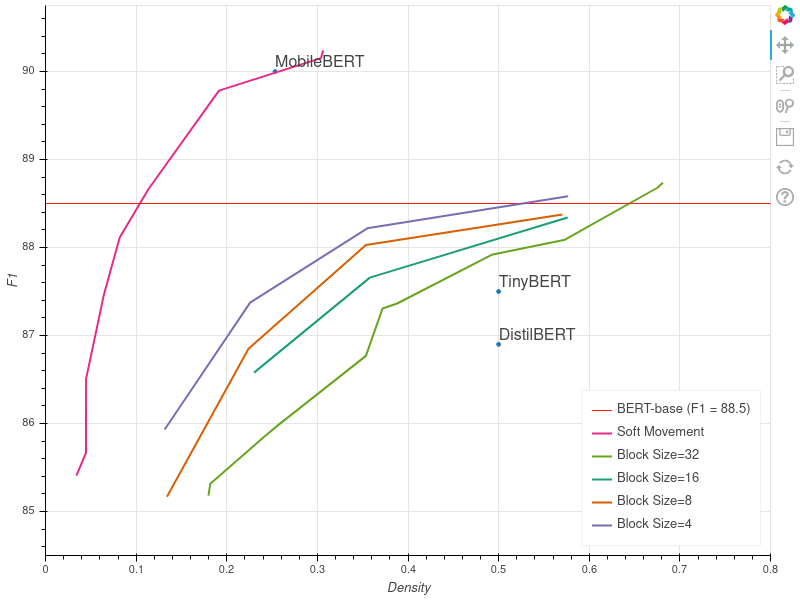 90
89
88
87
86
85
F1
MobileBERT
TinyBERT
DistilBERT
BERT-base (F1 = 88.5)
Soft Movement
Block Size=32
Block Size=16
Block Size=8
Block Size=4
0 0.1 0.2 0.3 0.4 0.5 0.6 0.7 0.8
Density
?